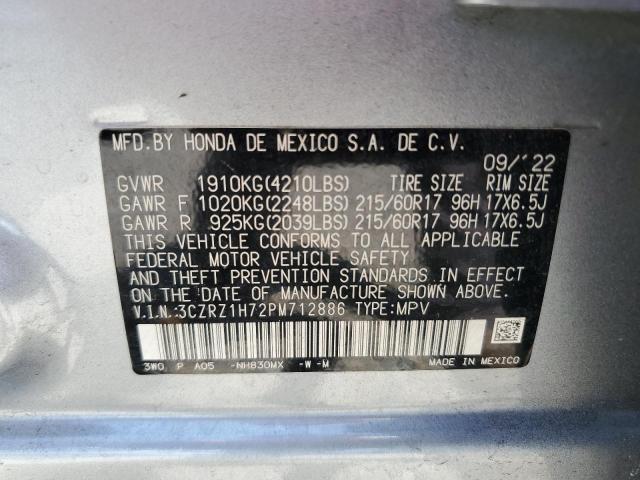 MFD.BY HONDA DE MEXICO S.A. DE C.V.
09/'22
GVWR 1910KG(4210LBS) TIRE SIZE RIM SIZE
GAWR F 1020KG(2248LBS) 215/60R17 96H 17X6.5J
GAWR R 925KG(2039LBS) 215/60R17 96H 17X6.5J
THIS VEHICLE CONFORMS TO ALL APPLICABLE
FEDERAL MOTOR VEHICLE SAFETY
AND THEFT PREVENTION STANDARDS IN EFFECT
ON THE DATE OF MANUFACTURE SHOWN ABOVE.
V.I.N.:3CZRZ1H72PM712886 TYPE:MPV
3W0 P A05 -NH830MX -W -M MADE IN MEXICO